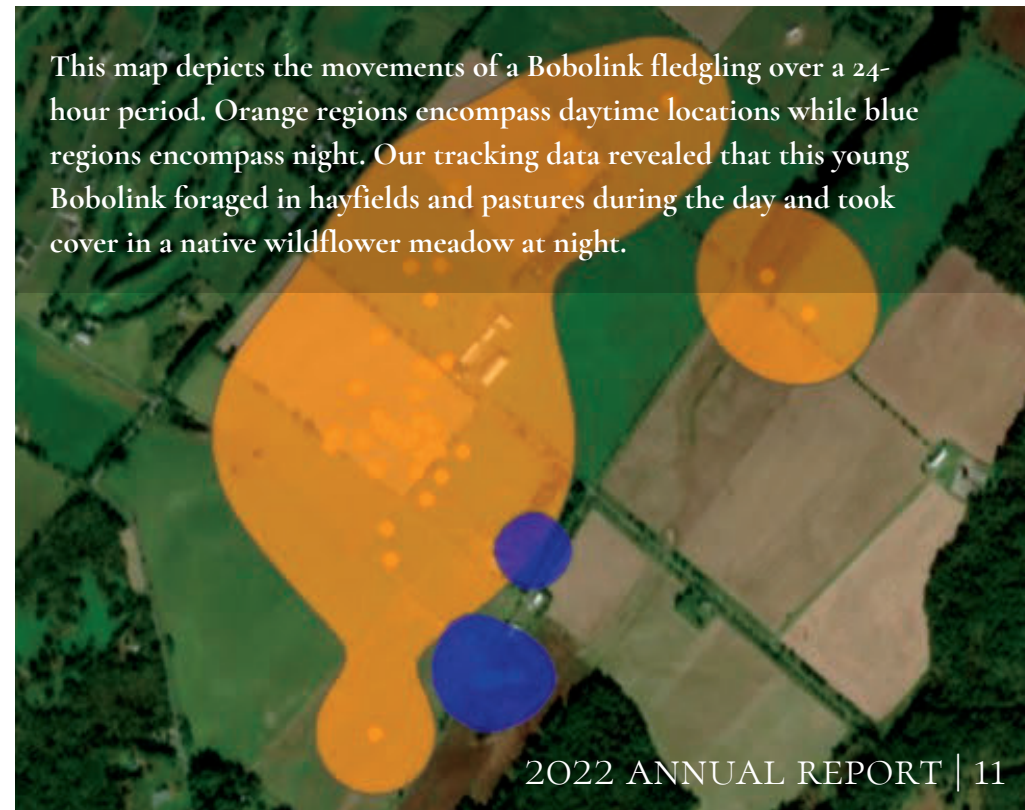 This map depicts the movements of a Bobolink fledgling over a 24-
hour period. Orange regions encompass daytime locations while blue
regions encompass night. Our tracking data revealed that this young
Bobolink foraged in hayfields and pastures during the day and took
cover in a native wildflower meadow at night.
2022 ANNUAL REPORT | 11